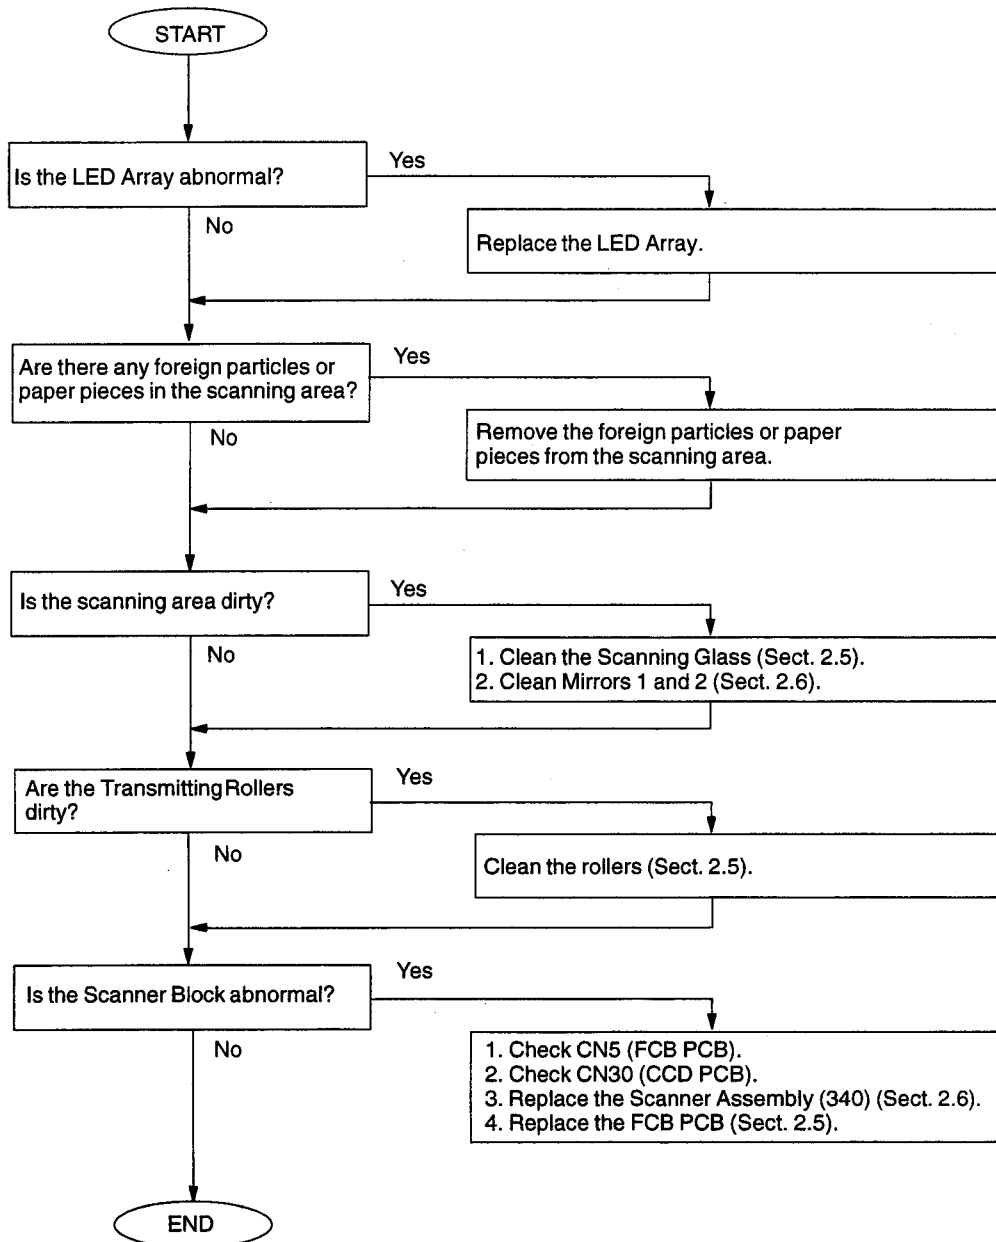 START
Is the LED Array abnormal?
Yes
No
Replace the LED Array.
Are there any foreign particles or
paper pieces in the scanning area?
Yes
No
Remove the foreign particles or paper
pieces from the scanning area.
Is the scanning area dirty?
Yes
No
1. Clean the Scanning Glass (Sect. 2.5).
2. Clean Mirrors 1 and 2 (Sect. 2.6).
Are the Transmitting Rollers
dirty?
Yes
No
Clean the rollers (Sect. 2.5).
Is the Scanner Block abnormal?
Yes
No
1. Check CN5 (FCB PCB).
2. Check CN30 (CCD PCB).
3. Replace the Scanner Assembly (340) (Sect. 2.6).
4. Replace the FCB PCB (Sect. 2.5).
END